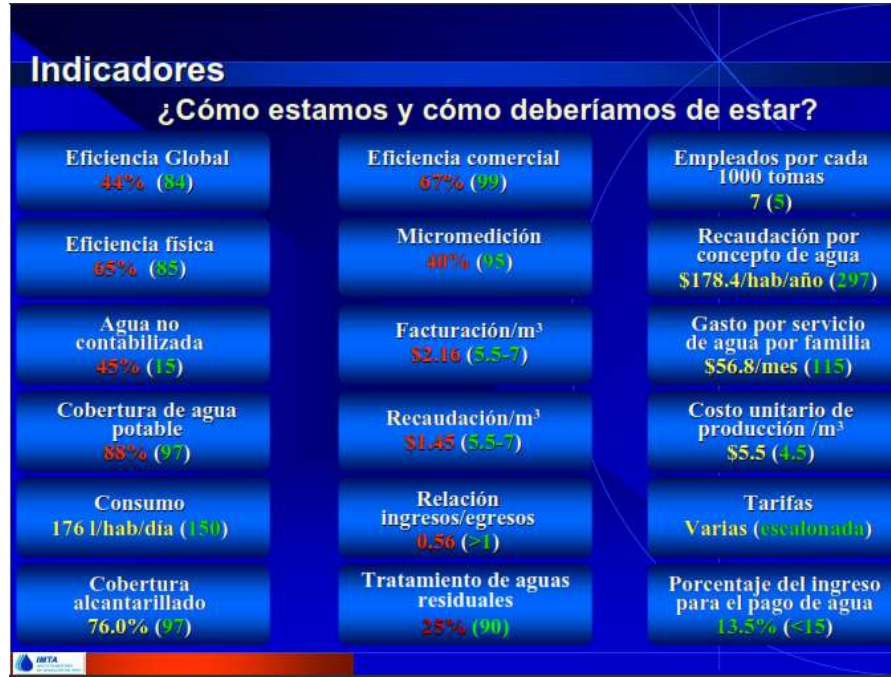 Indicadores
¿Cómo estamos y cómo deberíamos de estar?
Eficiencia Global
44% (84)
Eficiencia física
65% (85)
Agua no
contabilizada
45% (15)
Cobertura de agua
potable
88% (97)
Consumo
176 l/hab/día (150)
Cobertura
alcantarillado
76.0% (97)
Eficiencia comercial
67% (99)
Micromedición
40% (95)
Facturación/m³
$2.16 (5.5-7)
Recaudación/m³
$1.45 (5.5-7)
Relación
ingresos/egresos
0.56 (>1)
Tratamiento de aguas
residuales
25% (90)
Empleados por cada
1000 tomas
7 (5)
Recaudación por
concepto de agua
$178.4/hab/año (297)
Gasto por servicio
de agua por familia
$56.8/mes (115)
Costo unitario de
producción /m³
$5.5 (4.5)
Tarifas
Varias (escalonada)
Porcentaje del ingreso
para el pago de agua
13.5% (<15)
IMTA